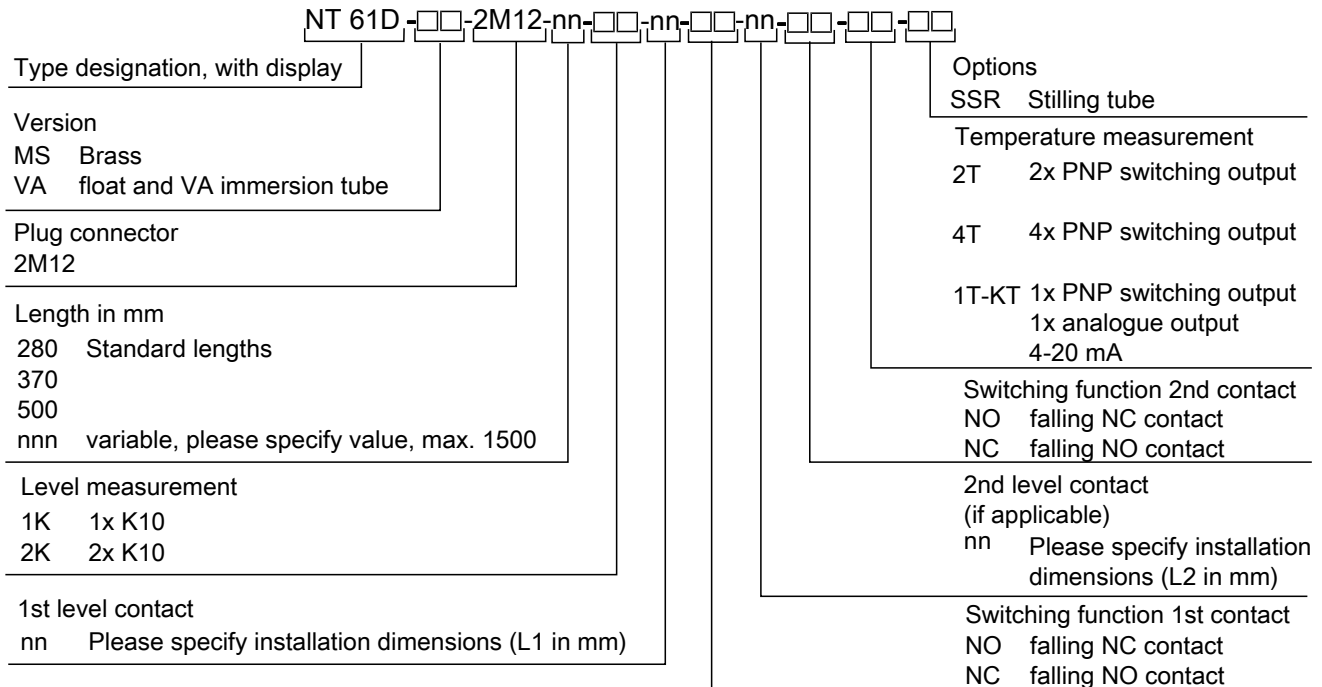 NT 61D-□□-2M12-nn-□□-nn-□□-nn-□□-□□-□□
Type designation, with display
Version
MS Brass
VA float and VA immersion tube
Plug connector
2M12
Length in mm
280 Standard lengths
370
500
nnn variable, please specify value, max. 1500
Level measurement
1K 1x K10
2K 2x K10
1st level contact
nn Please specify installation dimensions (L1 in mm)
Options
SSR Stilling tube
Temperature measurement
2T 2x PNP switching output
4T 4x PNP switching output
1T-KT 1x PNP switching output
1x analogue output
4-20 mA
Switching function 2nd contact
NO falling NC contact
NC falling NO contact
2nd level contact
(if applicable)
nn Please specify installation
dimensions (L2 in mm)
Switching function 1st contact
NO falling NC contact
NC falling NO contact